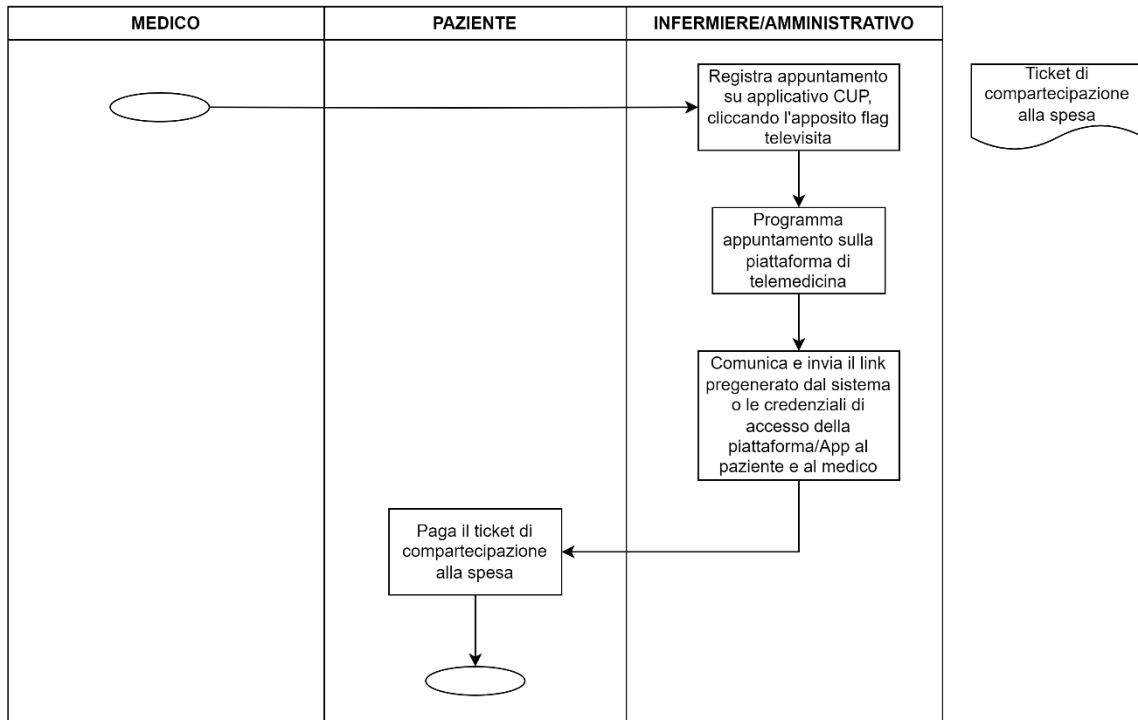 MEDICO
PAZIENTE
INFERMIERE/AMMINISTRATIVO
Registra appuntamento
su applicativo CUP,
cliccando l'apposito flag
televisita
Ticket di
compartecipazione
alla spesa
Programma
appuntamento sulla
piattaforma di
telemedicina
Comunica e invia il link
pregenerato dal sistema
o le credenziali di
accesso della
piattaforma/App al
paziente e al medico
Paga il ticket di
compartecipazione
alla spesa